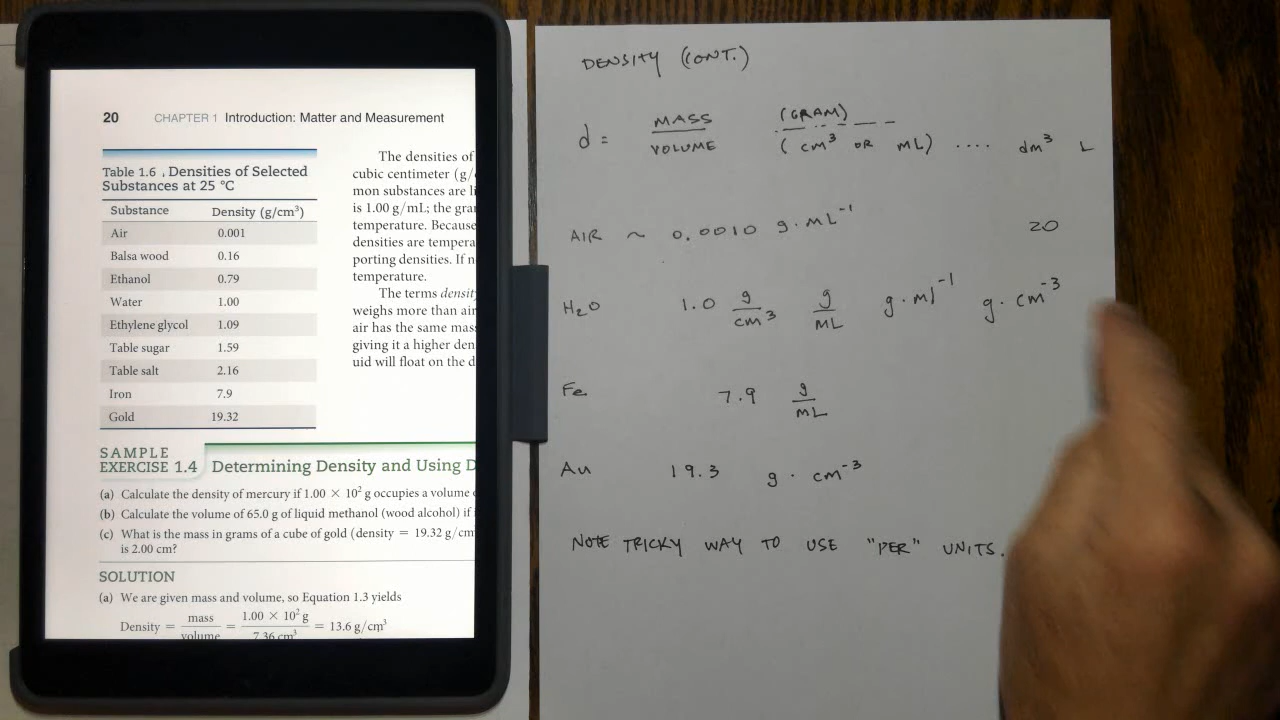 20 CHAPTER 1 Introduction: Matter and Measurement
Table 1.6 . Densities of Selected
Substances at 25 °C
Substance Density (g/cm³)
Air 0.001
Balsa wood 0.16
Ethanol 0.79
Water 1.00
Ethylene glycol 1.09
Table sugar 1.59
Table salt 2.16
Iron 7.9
Gold 19.32
The densities of
cubic centimeter (g/
mon substances are li
is 1.00 g/mL; the gra
temperature. Because
densities are tempera
porting densities. If n
temperature.
The terms density
weighs more than air
air has the same mass
giving it a higher den
uid will float on the d
SAMPLE
EXERCISE 1.4 Determining Density and Using D
(a) Calculate the density of mercury if 1.00 × 10² g occupies a volume
(b) Calculate the volume of 65.0 g of liquid methanol (wood alcohol) if
(c) What is the mass in grams of a cube of gold (density = 19.32 g/cm
is 2.00 cm?
SOLUTION
(a) We are given mass and volume, so Equation 1.3 yields
Density = mass/volume = 1.00 × 10² g/7.36 cm³ = 13.6 g/cm³
DENSITY (CONT.)
d = MASS/VOLUME (GRAM)/(cm³ OR ML) .... dm³ L
AIR ~ 0.0010 g·ML⁻¹ 20
H₂O 1.0 g/cm³ g/ML g·ml⁻¹ g·cm⁻³
Fe 7.9 g/ML
Au 19.3 g·cm⁻³
NOTE TRICKY WAY TO USE "PER" UNITS.